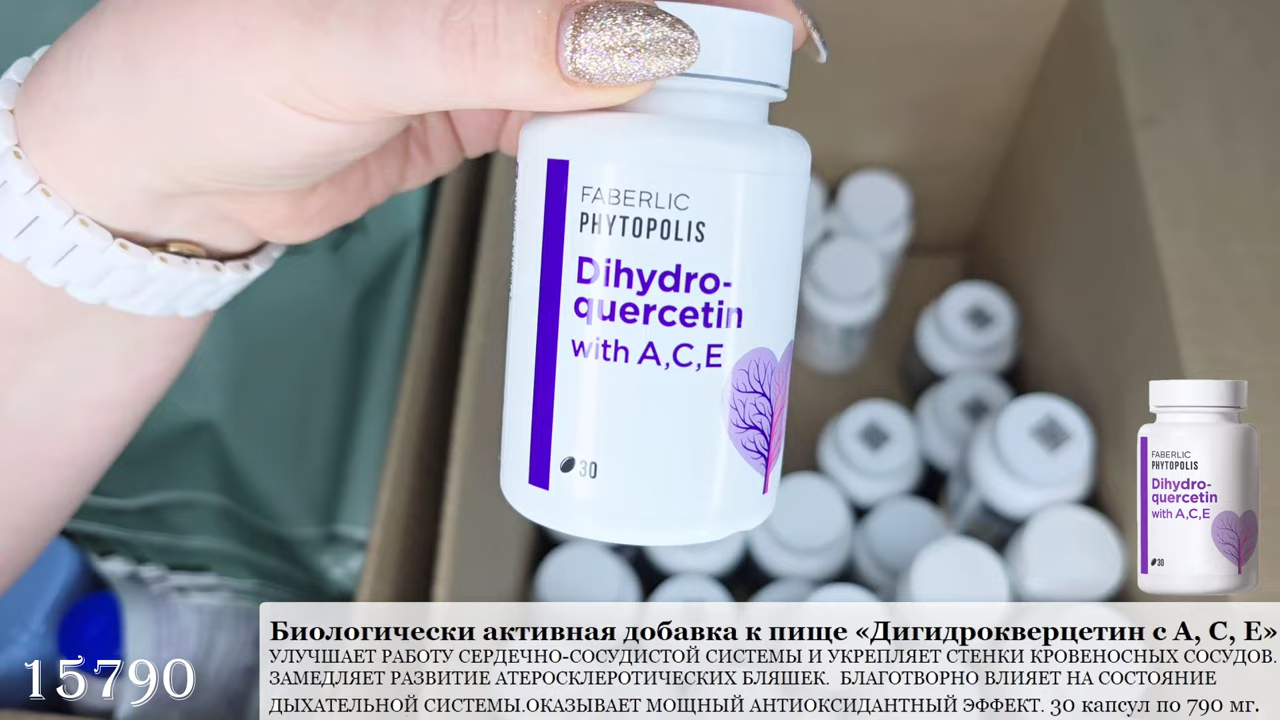 FABERLIC
PHYTOPOLIS
Dihydro-
quercetin
with A,C,E
30
FABERLIC
PHYTOPOLIS
Dihydro-
quercetin
with A,C,E
30
Биологически активная добавка к пище «Дигидрокверцетин с А, С, Е»
УЛУЧШАЕТ РАБОТУ СЕРДЕЧНО-СОСУДИСТОЙ СИСТЕМЫ И УКРЕПЛЯЕТ СТЕНКИ КРОВЕНОСНЫХ СОСУДОВ.
ЗАМЕДЛЯЕТ РАЗВИТИЕ АТЕРОСКЛЕРОТИЧЕСКИХ БЛЯШЕК. БЛАГОТВОРНО ВЛИЯЕТ НА СОСТОЯНИЕ
ДЫХАТЕЛЬНОЙ СИСТЕМЫ.ОКАЗЫВАЕТ МОЩНЫЙ АНТИОКСИДАНТНЫЙ ЭФФЕКТ. 30 капсул по 790 мг.
15790